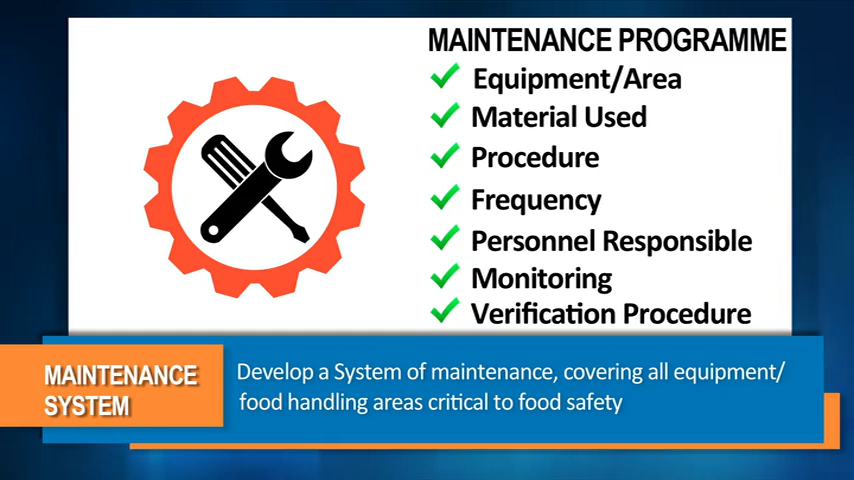 MAINTENANCE PROGRAMME
Equipment/Area
Material Used
Procedure
Frequency
Personnel Responsible
Monitoring
Verification Procedure
MAINTENANCE
SYSTEM
Develop a System of maintenance, covering all equipment/
food handling areas critical to food safety